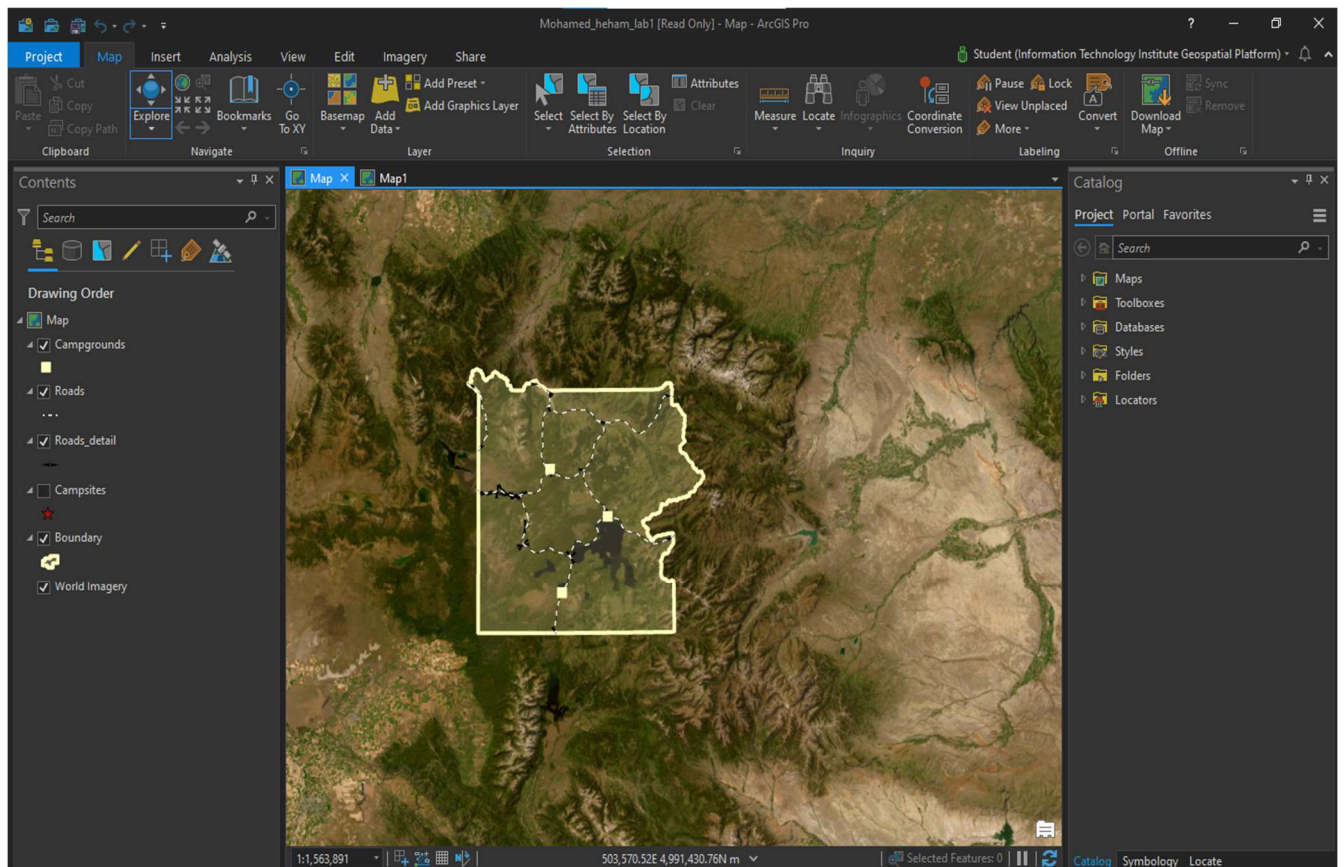 Mohamed_heham_lab1 [Read Only] - Map - ArcGIS Pro
?
Project Map Insert Analysis View Edit Imagery Share
Student (Information Technology Institute Geospatial Platform)
Paste
Cut
Copy
Copy Path
Clipboard
Explore
Bookmarks
Go To XY
Navigate
Basemap
Add Data
Add Preset
Add Graphics Layer
Layer
Select
Select By Attributes
Select By Location
Attributes
Clear
Selection
Measure
Locate
Infographics
Coordinate Conversion
Inquiry
Pause
Lock
View Unplaced
More
Convert
Labeling
Download Map
Sync
Remove
Offline
Contents
Search
Drawing Order
Map
Campgrounds
Roads
Roads_detail
Campsites
Boundary
World Imagery
Map
Map1
1:1,563,891
503,570.52E 4,991,430.76N m
Selected Features: 0
Catalog
Project Portal Favorites
Search
Maps
Toolboxes
Databases
Styles
Folders
Locators
Catalog Symbology Locate